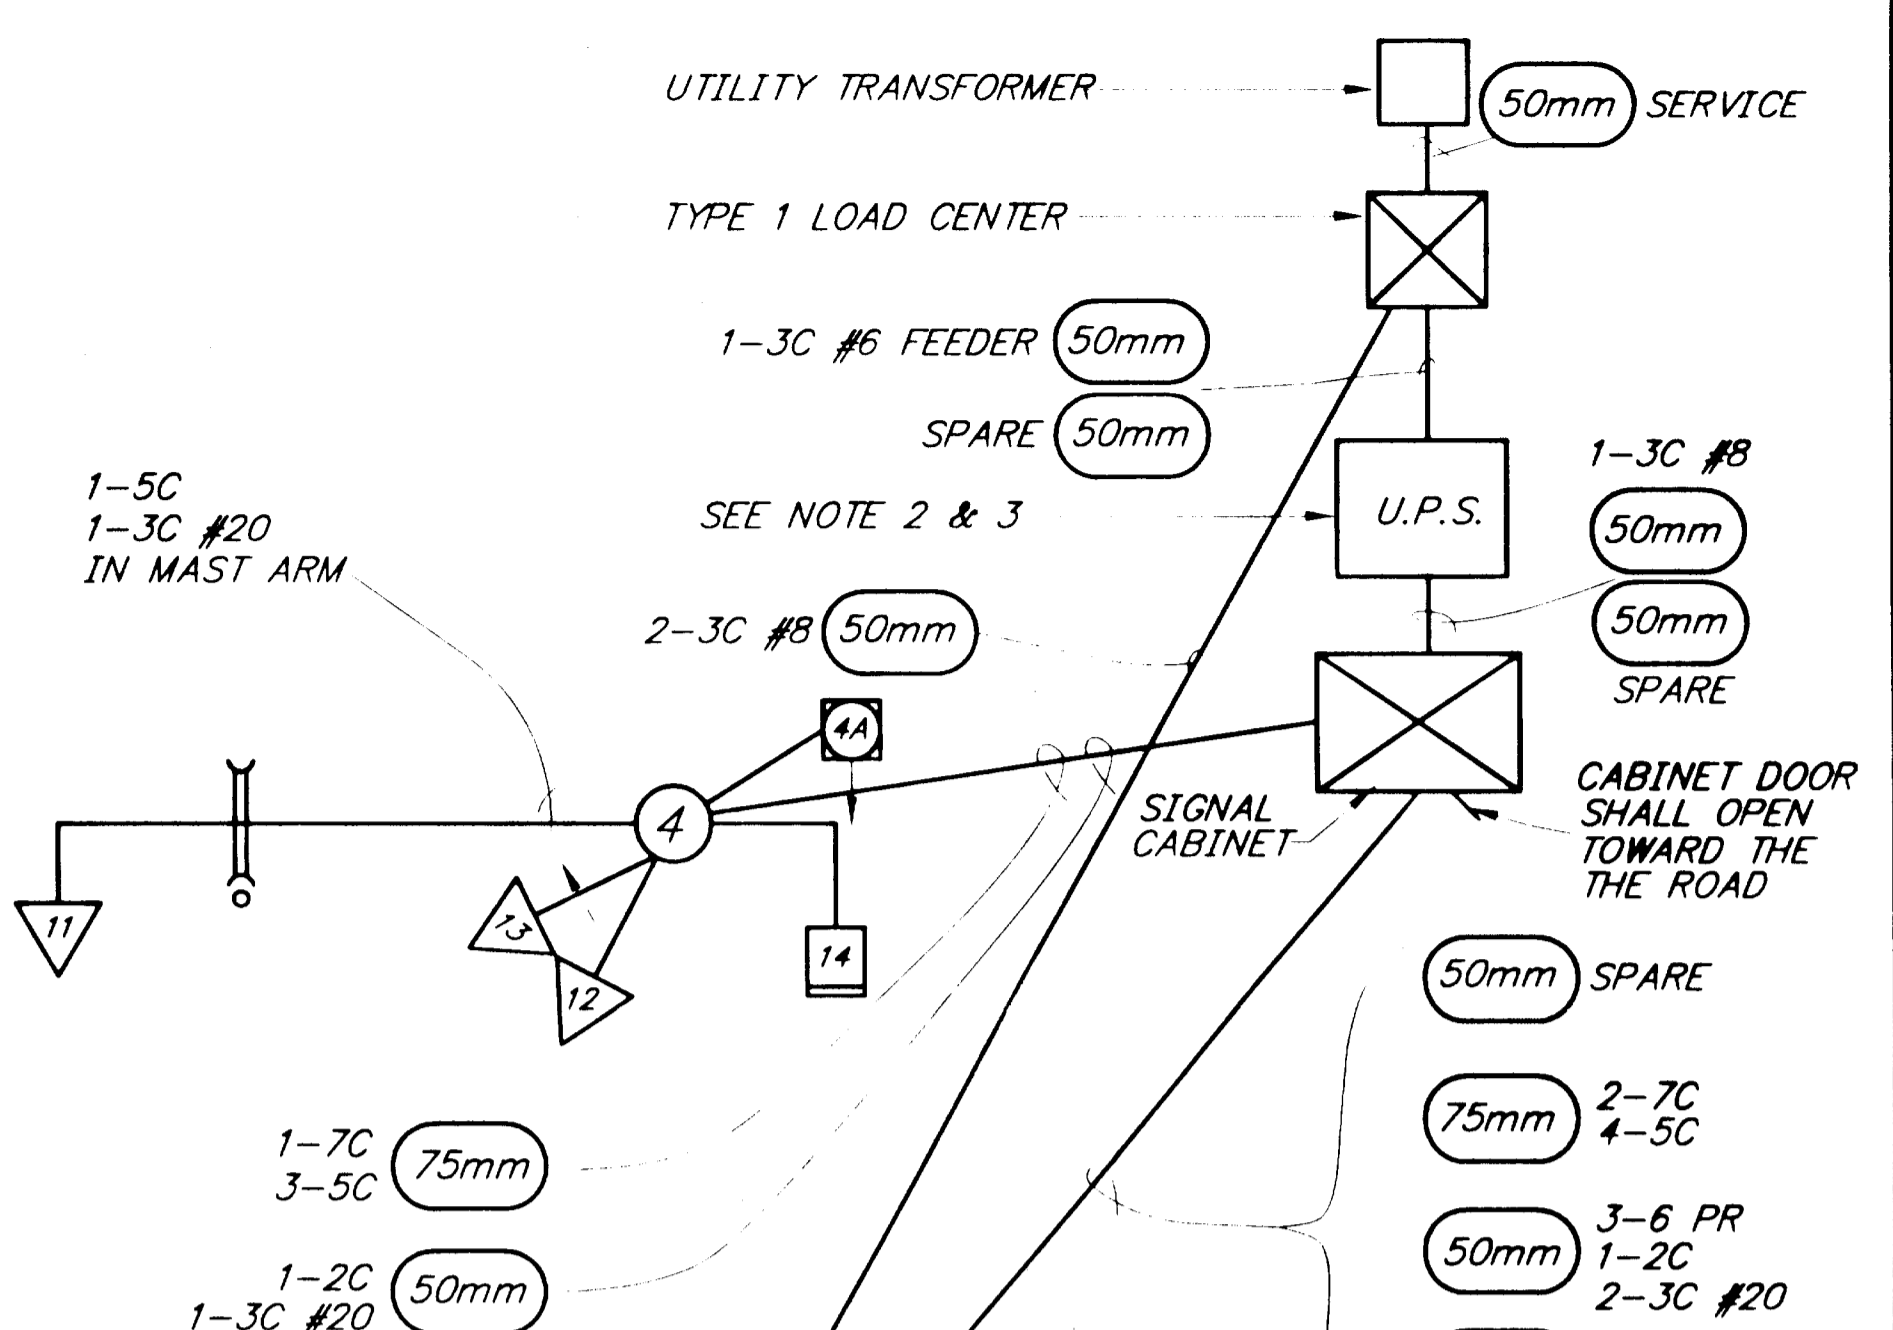 UTILITY TRANSFORMER
50mm SERVICE
TYPE 1 LOAD CENTER
1-3C #6 FEEDER 50mm
SPARE 50mm
SEE NOTE 2 & 3
U.P.S.
1-3C #8
50mm
50mm
SPARE
1-5C
1-3C #20
IN MAST ARM
2-3C #8 50mm
4A
4
11
13
12
14
SIGNAL
CABINET
CABINET DOOR
SHALL OPEN
TOWARD THE
THE ROAD
50mm SPARE
75mm
2-7C
4-5C
50mm
3-6 PR
1-2C
2-3C #20
1-7C
3-5C
75mm
1-2C
1-3C #20
50mm